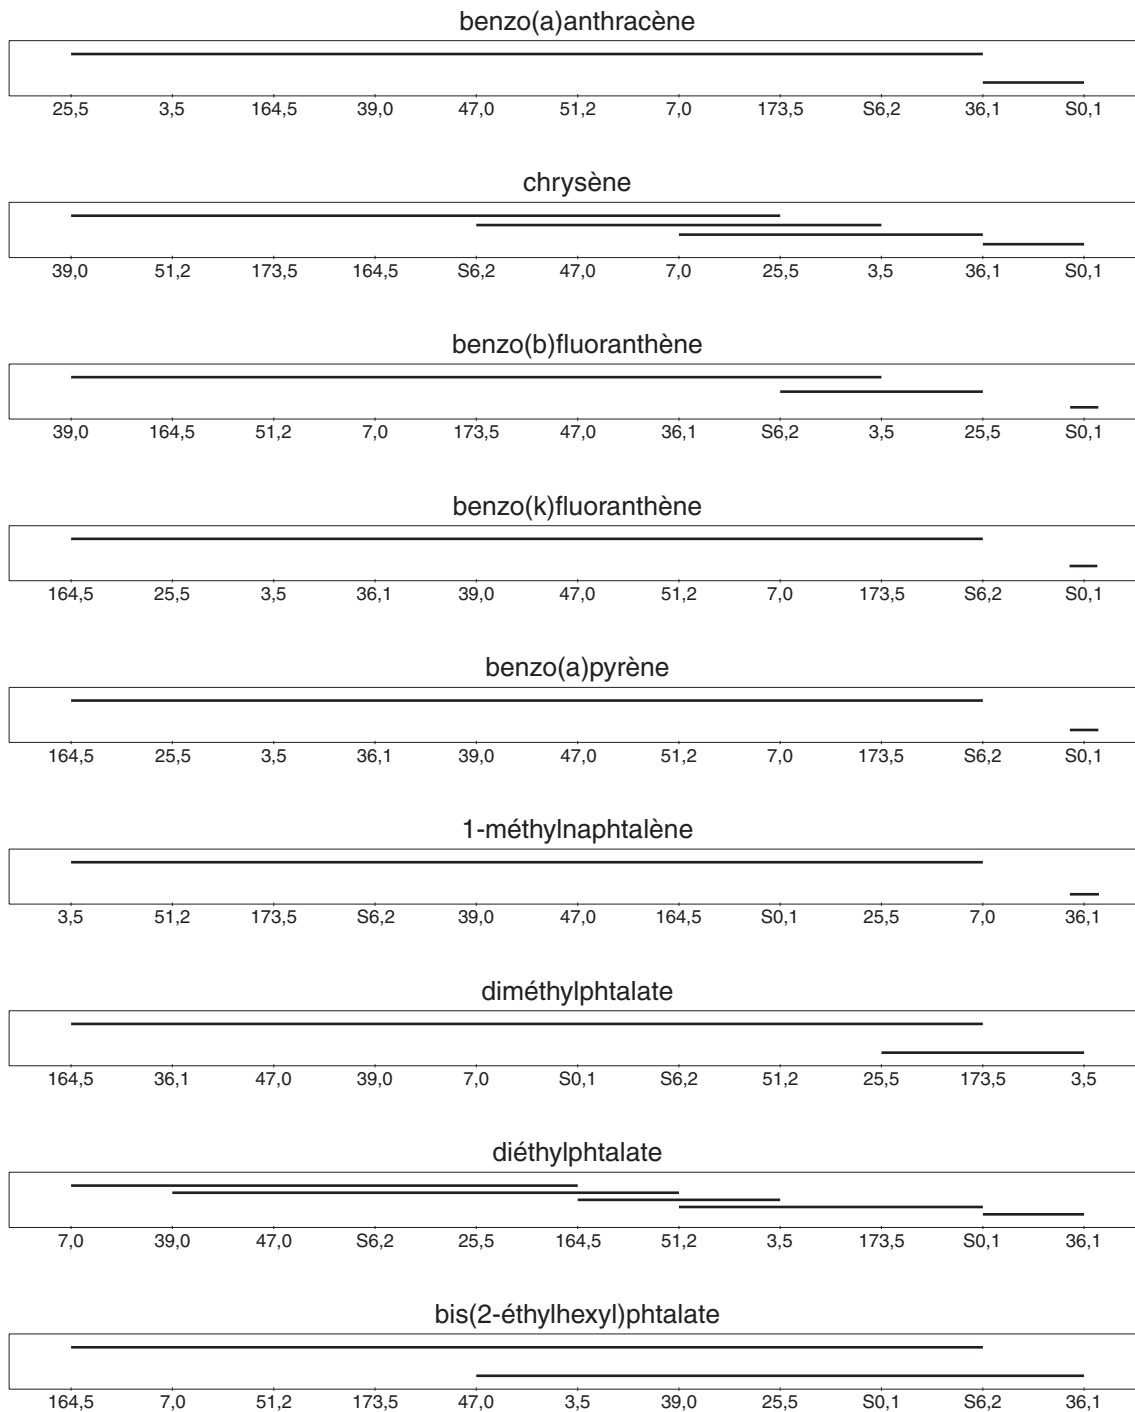 benzo(a)anthracène
25,5 3,5 164,5 39,0 47,0 51,2 7,0 173,5 S6,2 36,1 S0,1
chrysène
39,0 51,2 173,5 164,5 S6,2 47,0 7,0 25,5 3,5 36,1 S0,1
benzo(b)fluoranthène
39,0 164,5 51,2 7,0 173,5 47,0 36,1 S6,2 3,5 25,5 S0,1
benzo(k)fluoranthène
164,5 25,5 3,5 36,1 39,0 47,0 51,2 7,0 173,5 S6,2 S0,1
benzo(a)pyrène
164,5 25,5 3,5 36,1 39,0 47,0 51,2 7,0 173,5 S6,2 S0,1
1-méthylnaphtalène
3,5 51,2 173,5 S6,2 39,0 47,0 164,5 S0,1 25,5 7,0 36,1
diméthylphtalate
164,5 36,1 47,0 39,0 7,0 S0,1 S6,2 51,2 25,5 173,5 3,5
diéthylphtalate
7,0 39,0 47,0 S6,2 25,5 164,5 51,2 3,5 173,5 S0,1 36,1
bis(2-éthylhexyl)phtalate
164,5 7,0 51,2 173,5 47,0 3,5 39,0 25,5 S0,1 S6,2 36,1